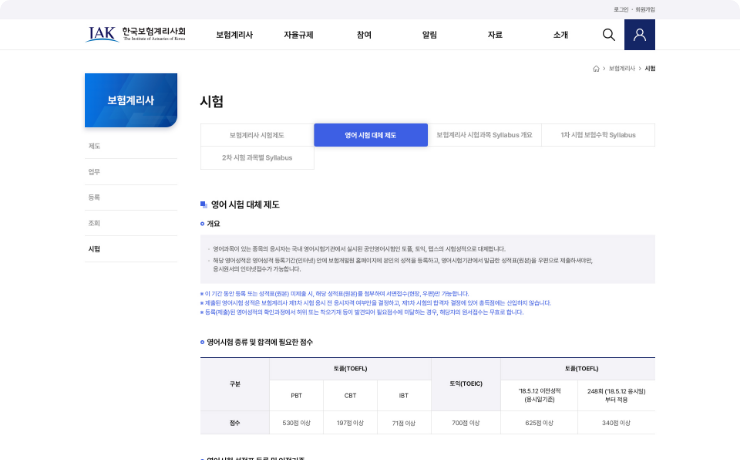 로그인 · 회원가입
IAK 한국보험계리사회
The Institute of Actuaries of Korea
보험계리사 자율규제 참여 알림 자료 소개
보험계리사 > 시험
보험계리사
제도
업무
등록
조회
시험
시험
보험계리사 시험제도
영어 시험 대체 제도
보험계리사 시험과목 Syllabus 개요
1차 시험 보험수학 Syllabus
2차 시험 과목별 Syllabus
영어 시험 대체 제도
개요
· 영어과목이 있는 종목의 응시자는 국내 영어시험기관에서 실시된 공인영어시험인 토플, 토익, 텝스의 시험성적으로 대체합니다.
· 해당 영어성적은 영어성적 등록기간(인터넷) 안에 보험개발원 홈페이지에 본인의 성적을 등록하고, 영어시험기관에서 발급한 성적표(원본)을 우편으로 제출하셔야만,
응시원서의 인터넷접수가 가능합니다.
※ 이 기간 동안 등록 또는 성적표(원본) 미제출 시, 해당 성적표(원본)를 첨부하여 서면접수(현장, 우편)만 가능합니다.
※ 제출된 영어시험 성적은 보험계리사 제1차 시험 응시 전 응시자격 여부만을 결정하고, 제1차 시험의 합격자 결정에 있어 총득점에는 산입하지 않습니다.
※ 등록(제출)된 영어성적의 확인과정에서 허위 또는 착오기재 등이 발견되어 필요점수에 미달하는 경우, 해당자의 원서접수는 무효로 합니다.
영어시험 종류 및 합격에 필요한 점수
구분 토플(TOEFL) 토익(TOEIC) 토플(TOEFL)
PBT CBT IBT '18.5.12 이전성적
(응시일기준) 248회 ('18.5.12 응시일)
부터 적용
점수 530점 이상 197점 이상 71점 이상 700점 이상 625점 이상 340점 이상